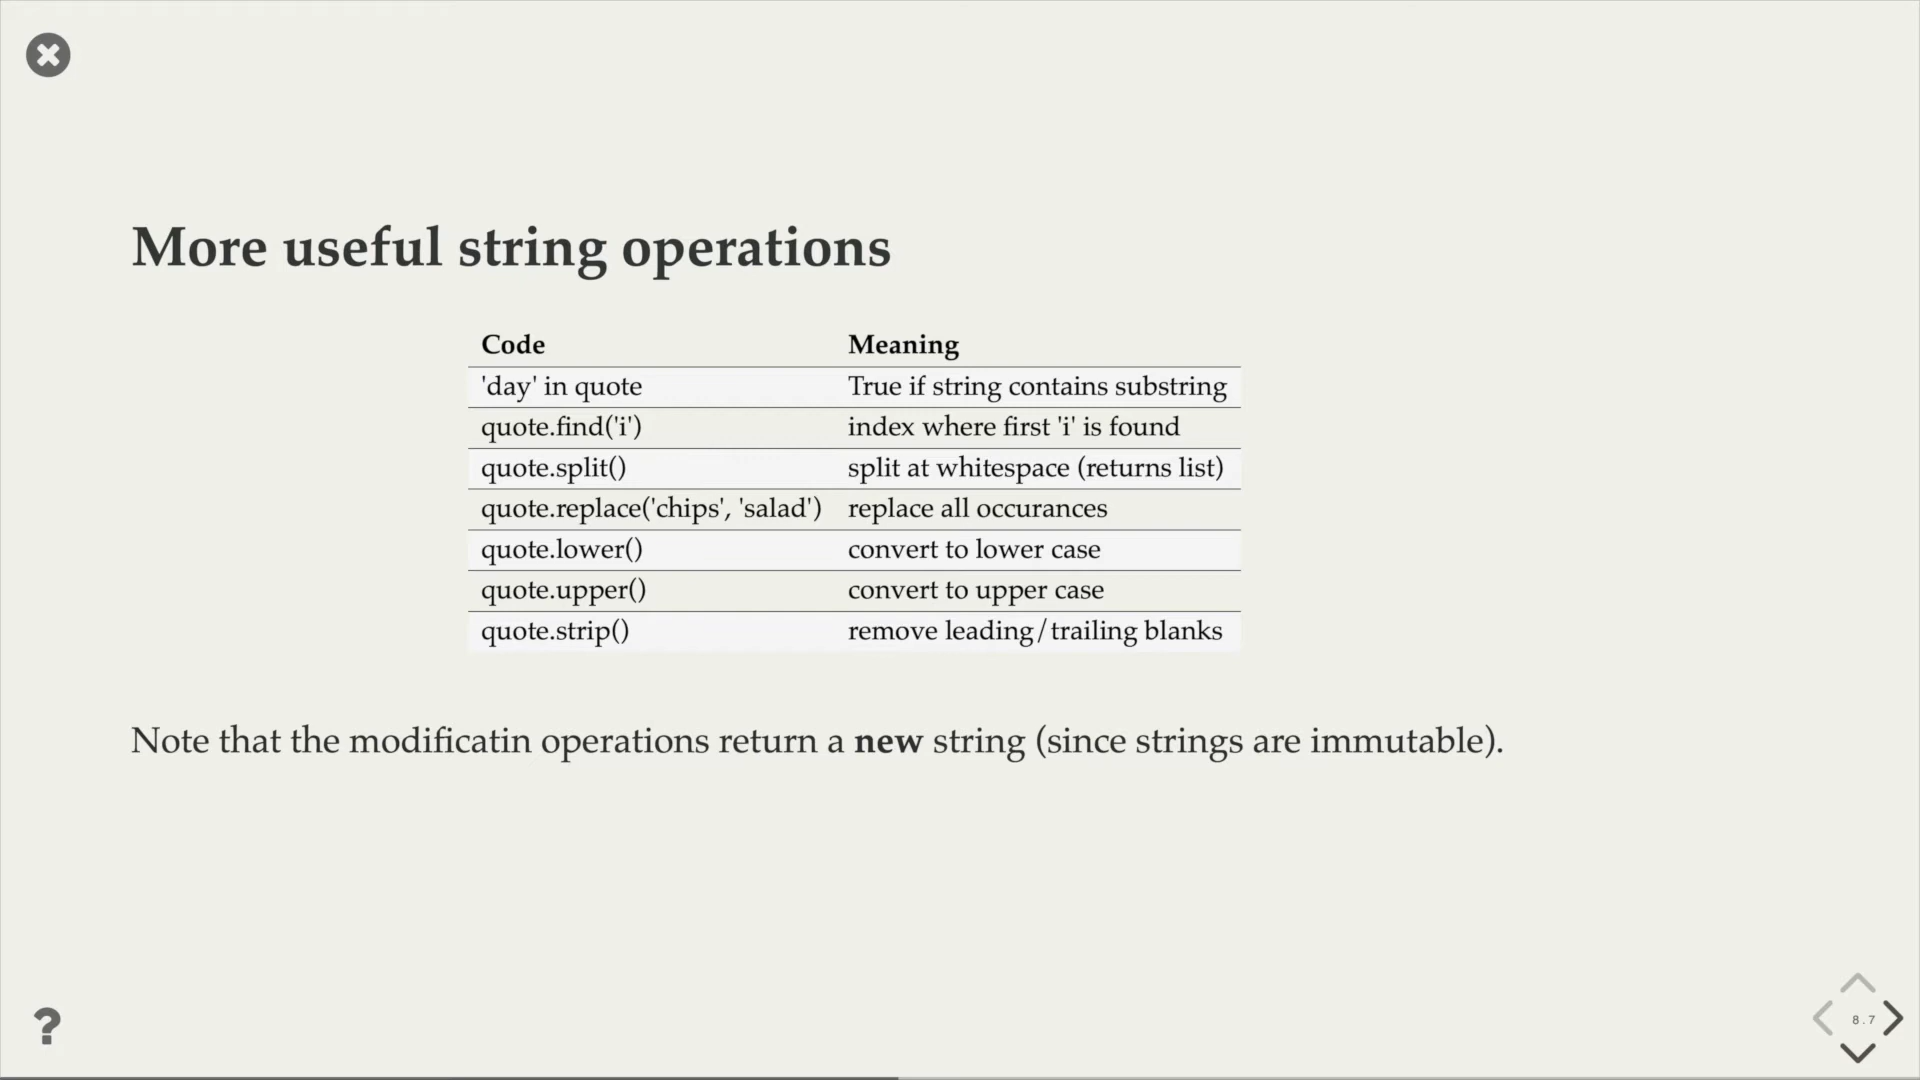 More useful string operations
Code Meaning
'day' in quote True if string contains substring
quote.find('i') index where first 'i' is found
quote.split() split at whitespace (returns list)
quote.replace('chips', 'salad') replace all occurances
quote.lower() convert to lower case
quote.upper() convert to upper case
quote.strip() remove leading/trailing blanks
Note that the modificatin operations return a new string (since strings are immutable).
?
8.7